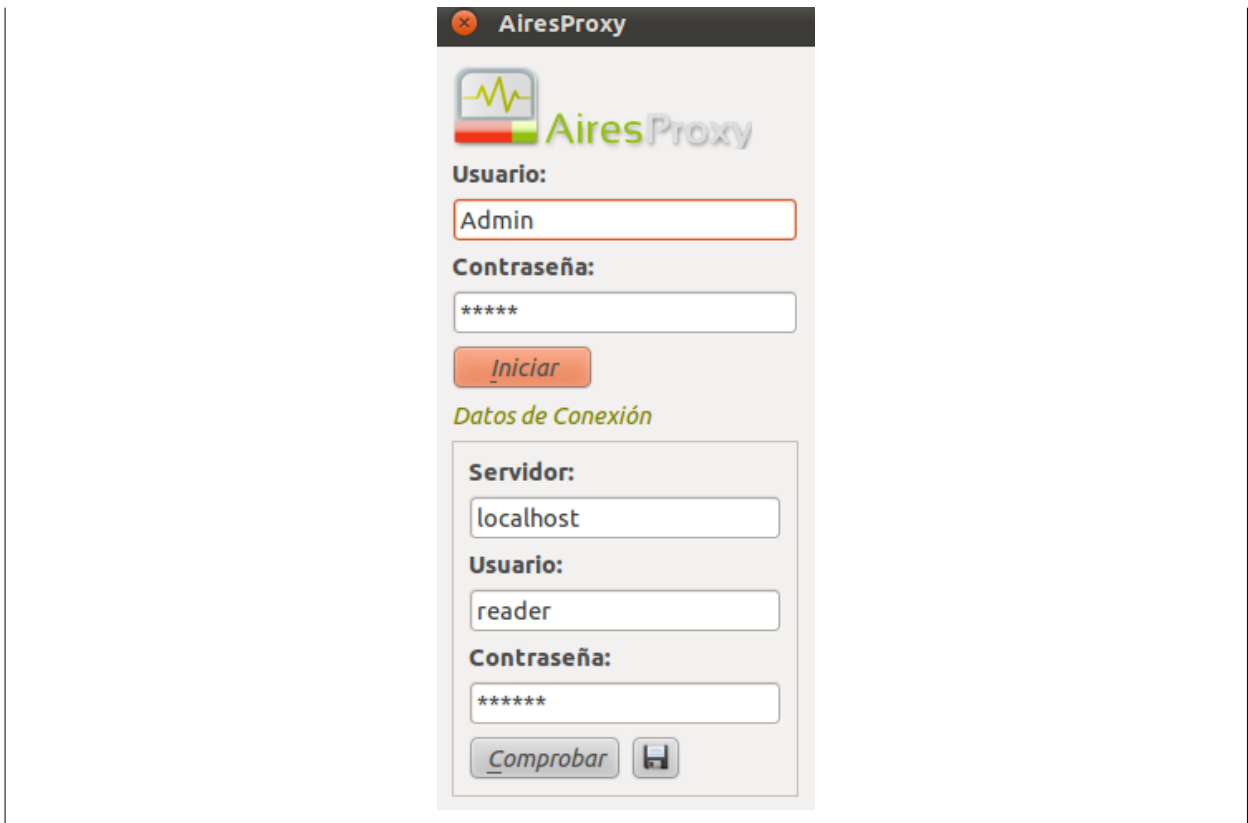 AiresProxy
AiresProxy
Usuario:
Admin
Contraseña:
*****
Iniciar
Datos de Conexión
Servidor:
localhost
Usuario:
reader
Contraseña:
******
Comprobar